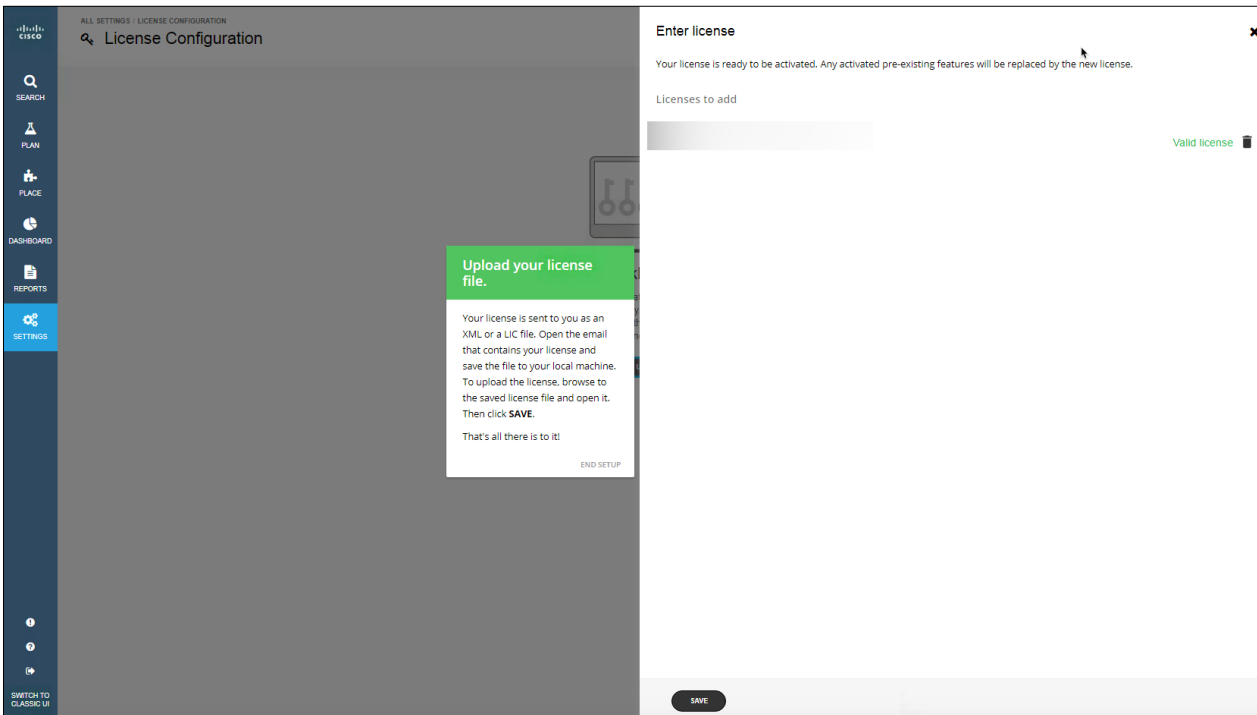 CISCO
SEARCH
PLAN
PLACE
DASHBOARD
REPORTS
SETTINGS
SWITCH TO
CLASSIC UI
ALL SETTINGS / LICENSE CONFIGURATION
License Configuration
Upload your license
file.
Your license is sent to you as an
XML or a LIC file. Open the email
that contains your license and
save the file to your local machine.
To upload the license, browse to
the saved license file and open it.
Then click SAVE.
That's all there is to it!
END SETUP
Enter license
Your license is ready to be activated. Any activated pre-existing features will be replaced by the new license.
Licenses to add
Valid license
SAVE